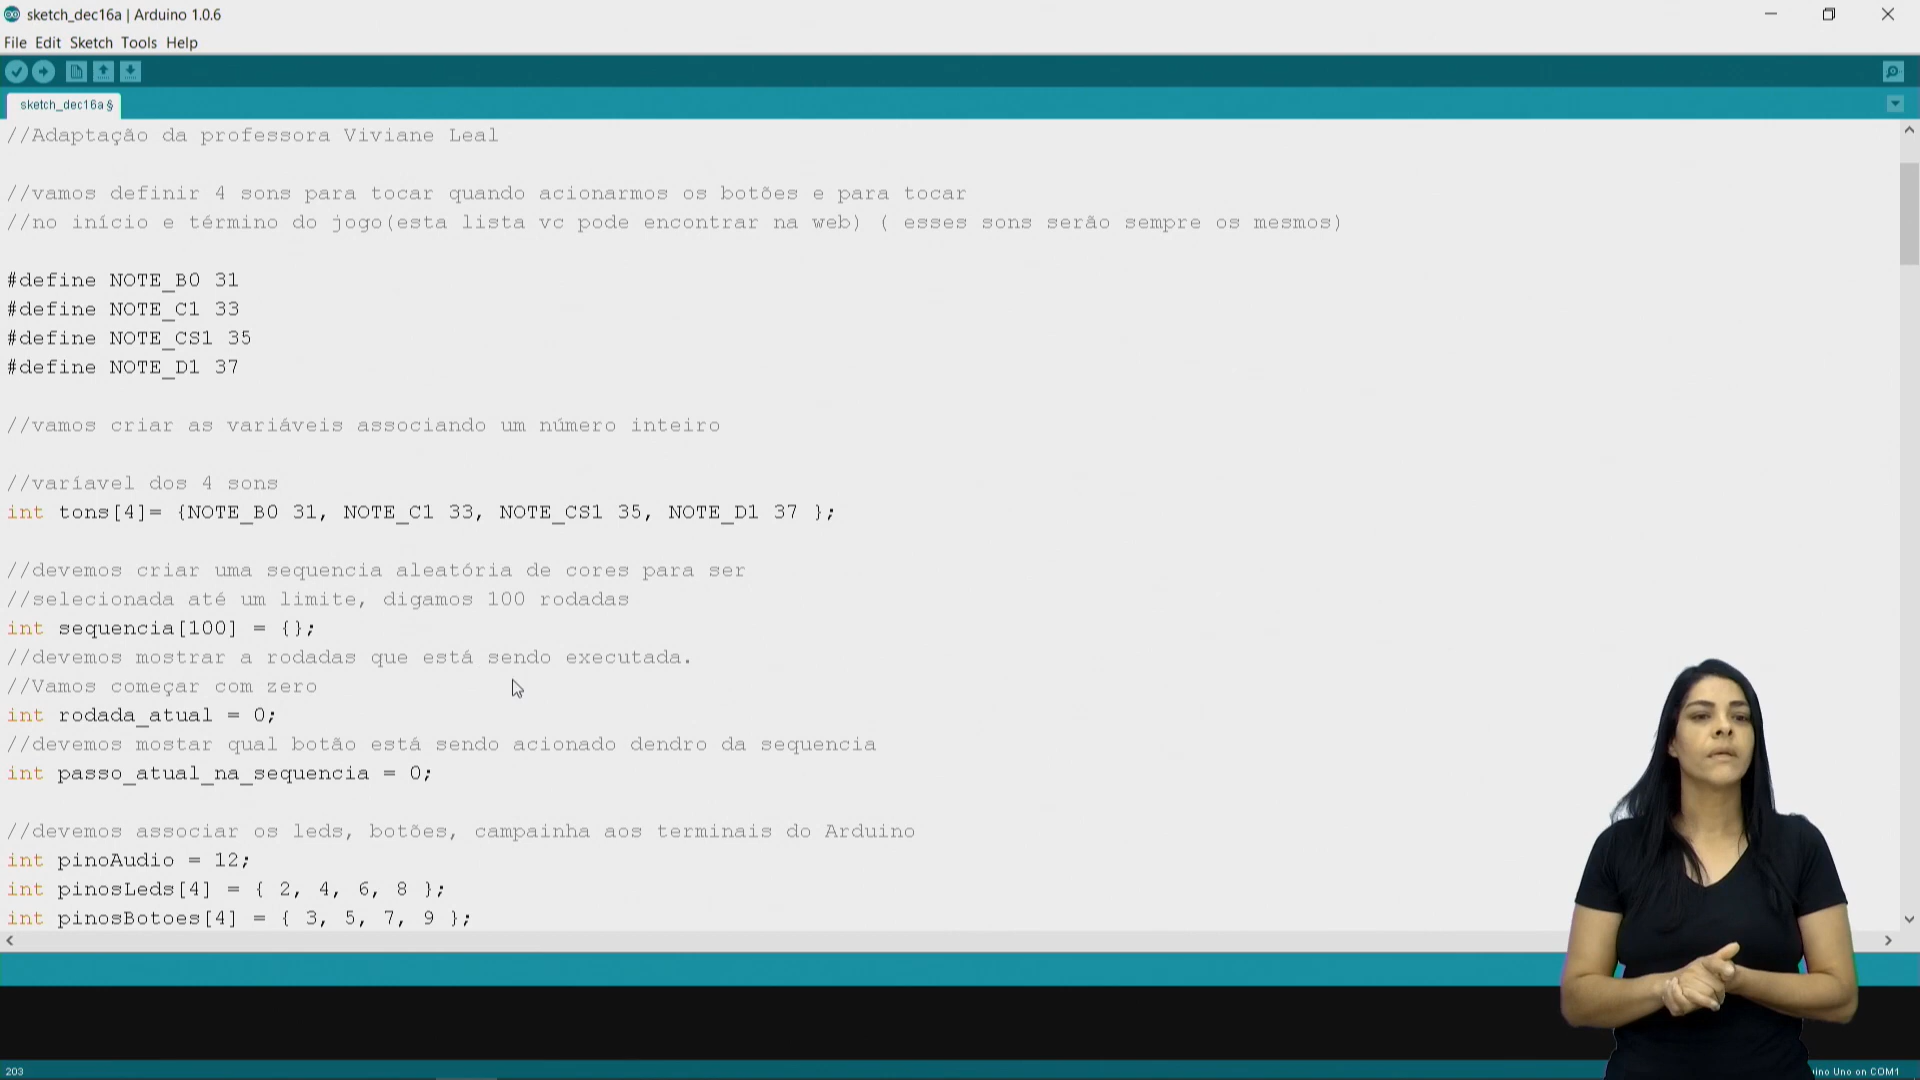 sketch_dec16a | Arduino 1.0.6
File Edit Sketch Tools Help
sketch_dec16a §
//Adaptação da professora Viviane Leal
//vamos definir 4 sons para tocar quando acionarmos os botões e para tocar
//no início e término do jogo(esta lista vc pode encontrar na web) ( esses sons serão sempre os mesmos)
#define NOTE_B0 31
#define NOTE_C1 33
#define NOTE_CS1 35
#define NOTE_D1 37
//vamos criar as variáveis associando um número inteiro
//varíavel dos 4 sons
int tons[4]= {NOTE_B0 31, NOTE_C1 33, NOTE_CS1 35, NOTE_D1 37 };
//devemos criar uma sequencia aleatória de cores para ser
//selecionada até um limite, digamos 100 rodadas
int sequencia[100] = {};
//devemos mostrar a rodadas que está sendo executada.
//Vamos começar com zero
int rodada_atual = 0;
//devemos mostar qual botão está sendo acionado dendro da sequencia
int passo_atual_na_sequencia = 0;
//devemos associar os leds, botões, campainha aos terminais do Arduino
int pinoAudio = 12;
int pinosLeds[4] = { 2, 4, 6, 8 };
int pinosBotoes[4] = { 3, 5, 7, 9 };
203
ino Uno on COM1